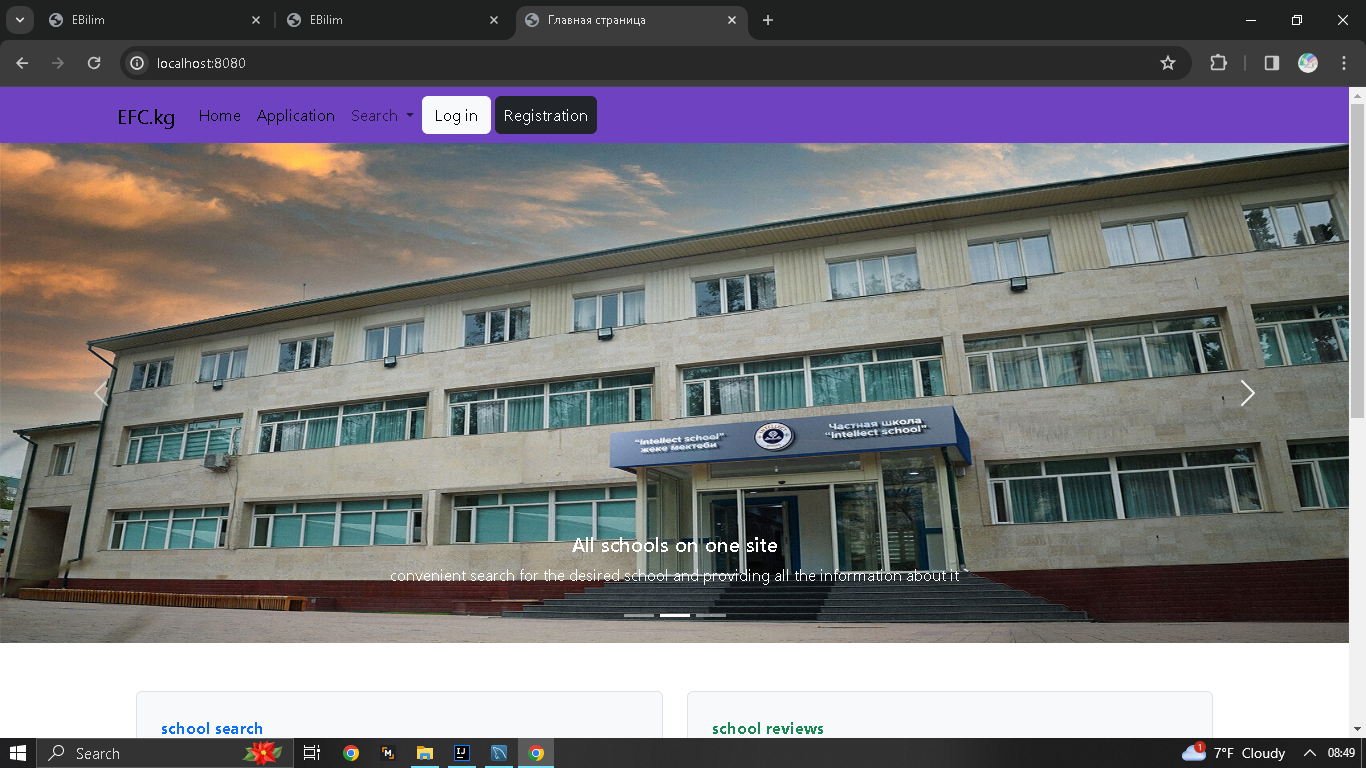 EBilim
EBilim
Главная страница
localhost:8080
EFC.kg Home Application Search Log in Registration
"Intellect school"
жеке мектеби
Частная школа
"Intellect school"
All schools on one site
convenient search for the desired school and providing all the information about it
school search
school reviews
Search
1
7°F Cloudy
08:49